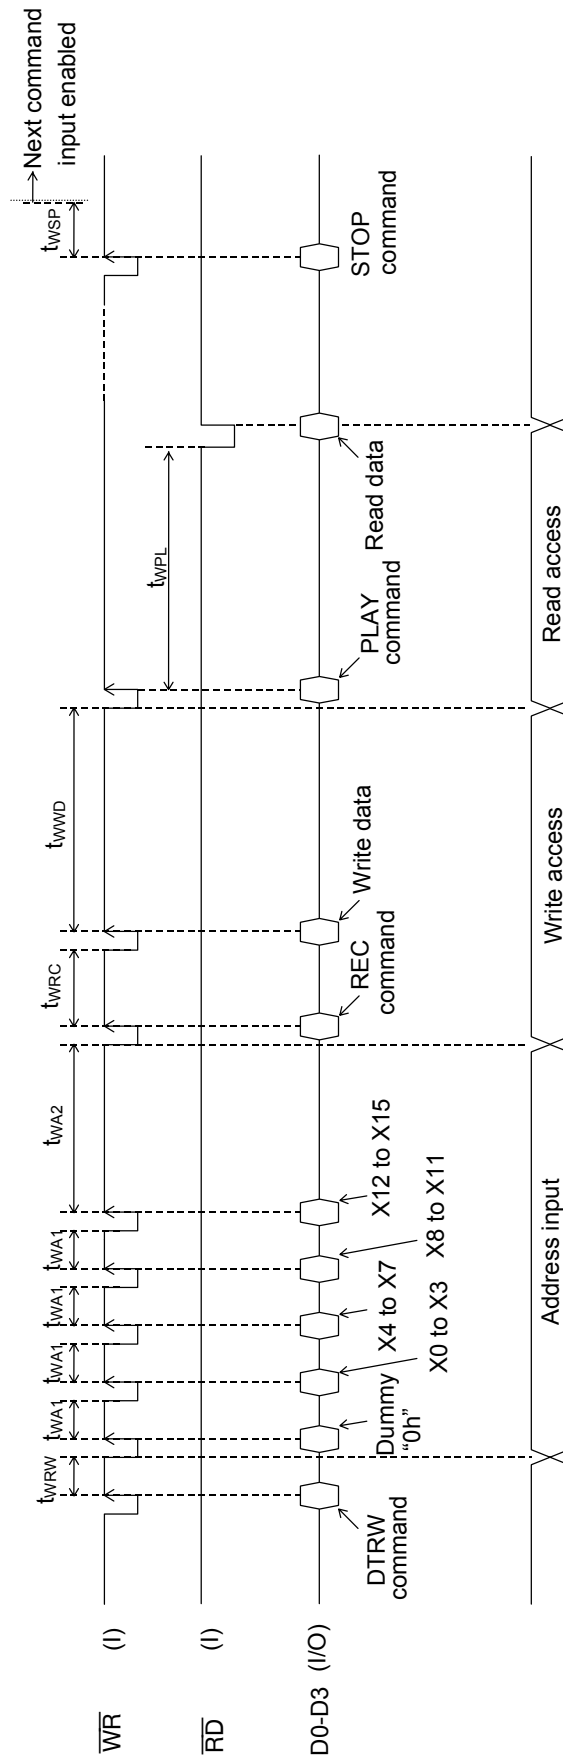 tWRW
tWA1
tWA1
tWA1
tWA1
tWA2
tWRC
tWWD
tWPL
tWSP
Next command
input enabled
WR (I)
RD (I)
D0-D3 (I/O)
DTRW
command
Dummy
“0h”
X0 to X3
X4 to X7
X8 to X11
X12 to X15
REC
command
Write data
PLAY
command
Read data
STOP
command
Address input
Write access
Read access